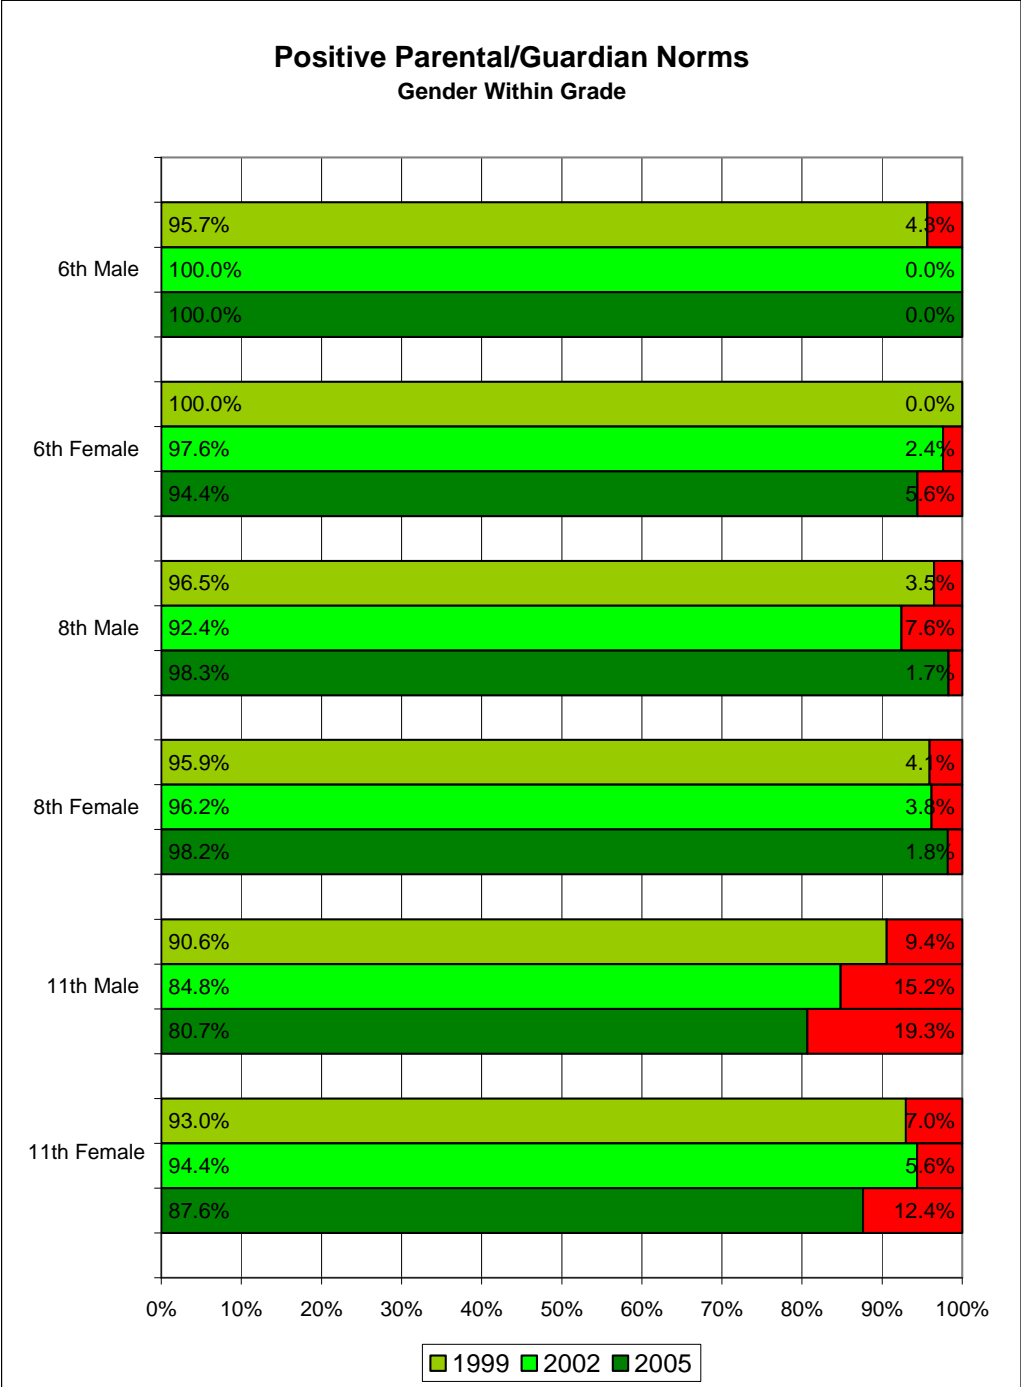 Positive Parental/Guardian Norms
Gender Within Grade
95.7% 4.3%
6th Male 100.0% 0.0%
100.0% 0.0%
100.0% 0.0%
6th Female 97.6% 2.4%
94.4% 5.6%
96.5% 3.5%
8th Male 92.4% 7.6%
98.3% 1.7%
95.9% 4.1%
8th Female 96.2% 3.8%
98.2% 1.8%
90.6% 9.4%
11th Male 84.8% 15.2%
80.7% 19.3%
93.0% 7.0%
11th Female 94.4% 5.6%
87.6% 12.4%
0% 10% 20% 30% 40% 50% 60% 70% 80% 90% 100%
1999 2002 2005